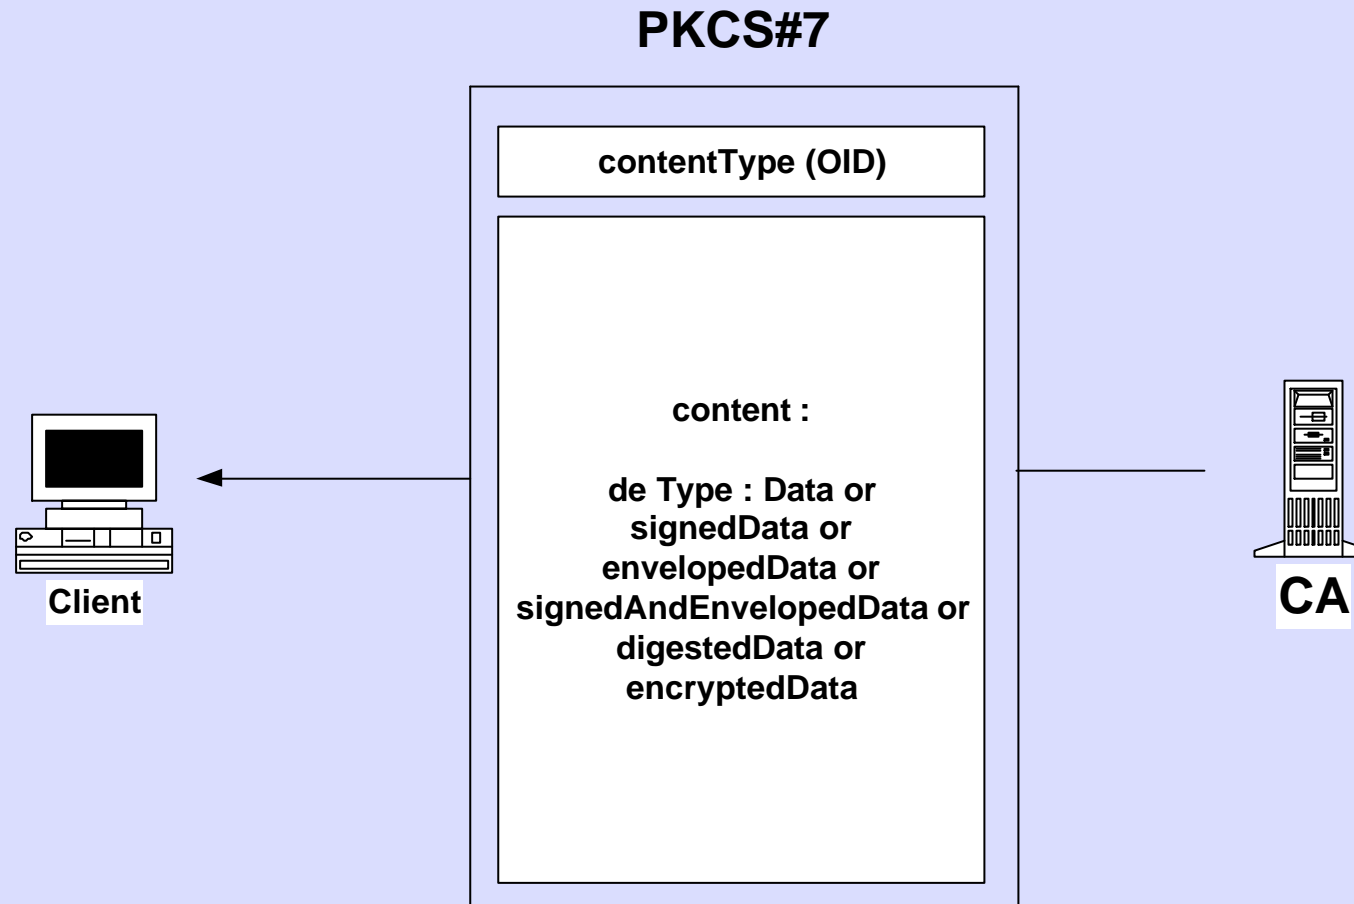 PKCS#7
contentType (OID)
content :
de Type : Data or
signedData or
envelopedData or
signedAndEnvelopedData or
digestedData or
encryptedData
Client
CA